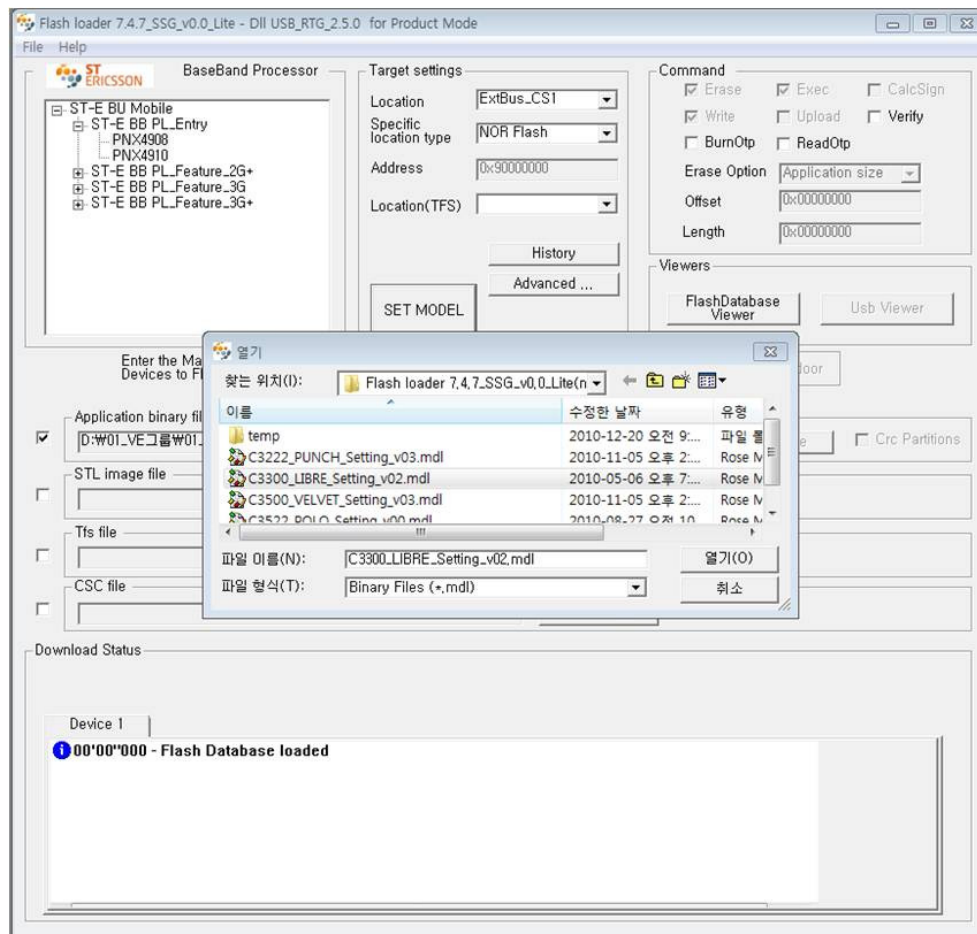 Flash loader 7.4.7_SSG_v0.0_Lite - Dll USB_RTG_2.5.0 for Product Mode
File Help
ST ERICSSON
BaseBand Processor
ST-E BU Mobile
ST-E BB PL_Entry
PNX4908
PNX4910
ST-E BB PL_Feature_2G+
ST-E BB PL_Feature_3G
ST-E BB PL_Feature_3G+
Target settings
Location ExtBus_CS1
Specific location type NOR Flash
Address 0x90000000
Location(TFS)
History
Advanced ...
SET MODEL
Command
Erase Exec CalcSign
Write Upload Verify
BurnOtp ReadOtp
Erase Option Application size
Offset 0x00000000
Length 0x00000000
Viewers
FlashDatabase Viewer
Usb Viewer
Enter the Ma
Devices to Fl
Application binary fil
D:₩01_VE그룹₩01_
Crc Partitions
STL image file
Tfs file
CSC file
열기
찾는 위치(I): Flash loader 7.4.7_SSG_v0.0_Lite(n
이름 수정한 날짜 유형
temp 2010-12-20 오전 9:... 파일 폴
C3222_PUNCH_Setting_v03.mdl 2010-11-05 오후 2:... Rose M
C3300_LIBRE_Setting_v02.mdl 2010-05-06 오후 7:... Rose M
C3500_VELVET_Setting_v03.mdl 2010-11-05 오후 2:... Rose M
C3522_POLO_Setting_v00.mdl 2010-08-27 오전 10 Rose M
파일 이름(N): C3300_LIBRE_Setting_v02.mdl 열기(O)
파일 형식(T): Binary Files (*.mdl) 취소
Download Status
Device 1
00'00"000 - Flash Database loaded